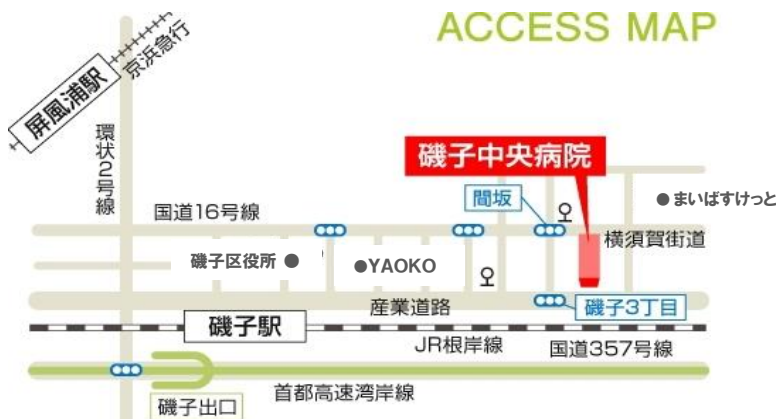 ACCESS MAP
京浜急行
屏風浦駅
環状2号線
磯子中央病院
間坂
まいばすけっと
国道16号線
横須賀街道
磯子区役所
YAOKO
産業道路
磯子3丁目
磯子駅
JR根岸線
国道357号線
首都高速湾岸線
磯子出口